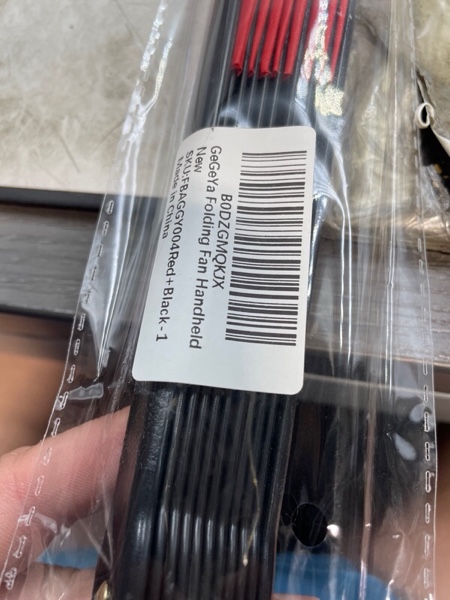 B0DZGMQKJX
GeGeYa Folding Fan Handheld
New
SKU:FBAGGY004Red+Black-1
Made in China